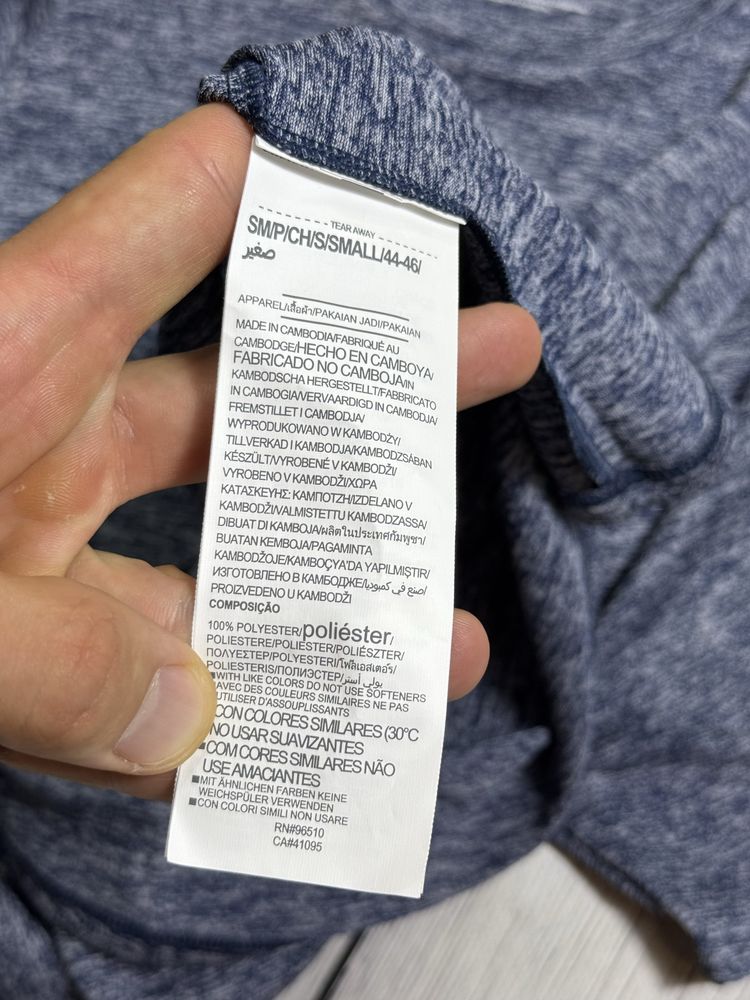 TEAR AWAY
SM/P/CH/S/SMALL/44-46/
صغير
APPAREL/เสื้อผ้า/PAKAIAN JADI/PAKAIAN
MADE IN CAMBODIA/FABRIQUÉ AU
CAMBODGE/HECHO EN CAMBOYA/
FABRICADO NO CAMBOJA/IN
KAMBODSCHA HERGESTELLT/FABBRICATO
IN CAMBOGIA/VERVAARDIGD IN CAMBODJA/
FREMSTILLET I CAMBODJA/
WYPRODUKOWANO W KAMBODŻY/
TILLVERKAD I KAMBODJA/KAMBODZSÁBAN
KÉSZÜLT/VYROBENÉ V KAMBODŽI/
VYROBENO V KAMBODŽI/ΧΩΡΑ
ΚΑΤΑΣΚΕΥΗΣ: ΚΑΜΠΟΤΖΗ/IZDELANO V
KAMBODŽI/VALMISTETTU KAMBODZASSA/
DIBUAT DI KAMBOJA/ผลิตในประเทศกัมพูชา/
BUATAN KEMBOJA/PAGAMINTA
KAMBODŽOJE/KAMBOÇYA'DA YAPILMIŞTIR/
ИЗГОТОВЛЕНО В КАМБОДЖЕ/صنع في كمبوديا/
PROIZVEDENO U KAMBODŽI
COMPOSIÇÃO
100% POLYESTER/poliéster/
POLIESTERE/POLIESTER/POLIÉSZTER/
ΠΟΛΥΕΣΤΕΡ/POLYESTERI/โพลีเอสเตอร์/
POLIESTERIS/ПОЛИЭСТЕР/بولي أستر
WITH LIKE COLORS DO NOT USE SOFTENERS
AVEC DES COULEURS SIMILAIRES NE PAS
UTILISER D'ASSOUPLISSANTS
CON COLORES SIMILARES (30°C
NO USAR SUAVIZANTES
COM CORES SIMILARES NÃO
USE AMACIANTES
MIT ÄHNLICHEN FARBEN KEINE
WEICHSPÜLER VERWENDEN
CON COLORI SIMILI NON USARE
RN#96510
CA#41095